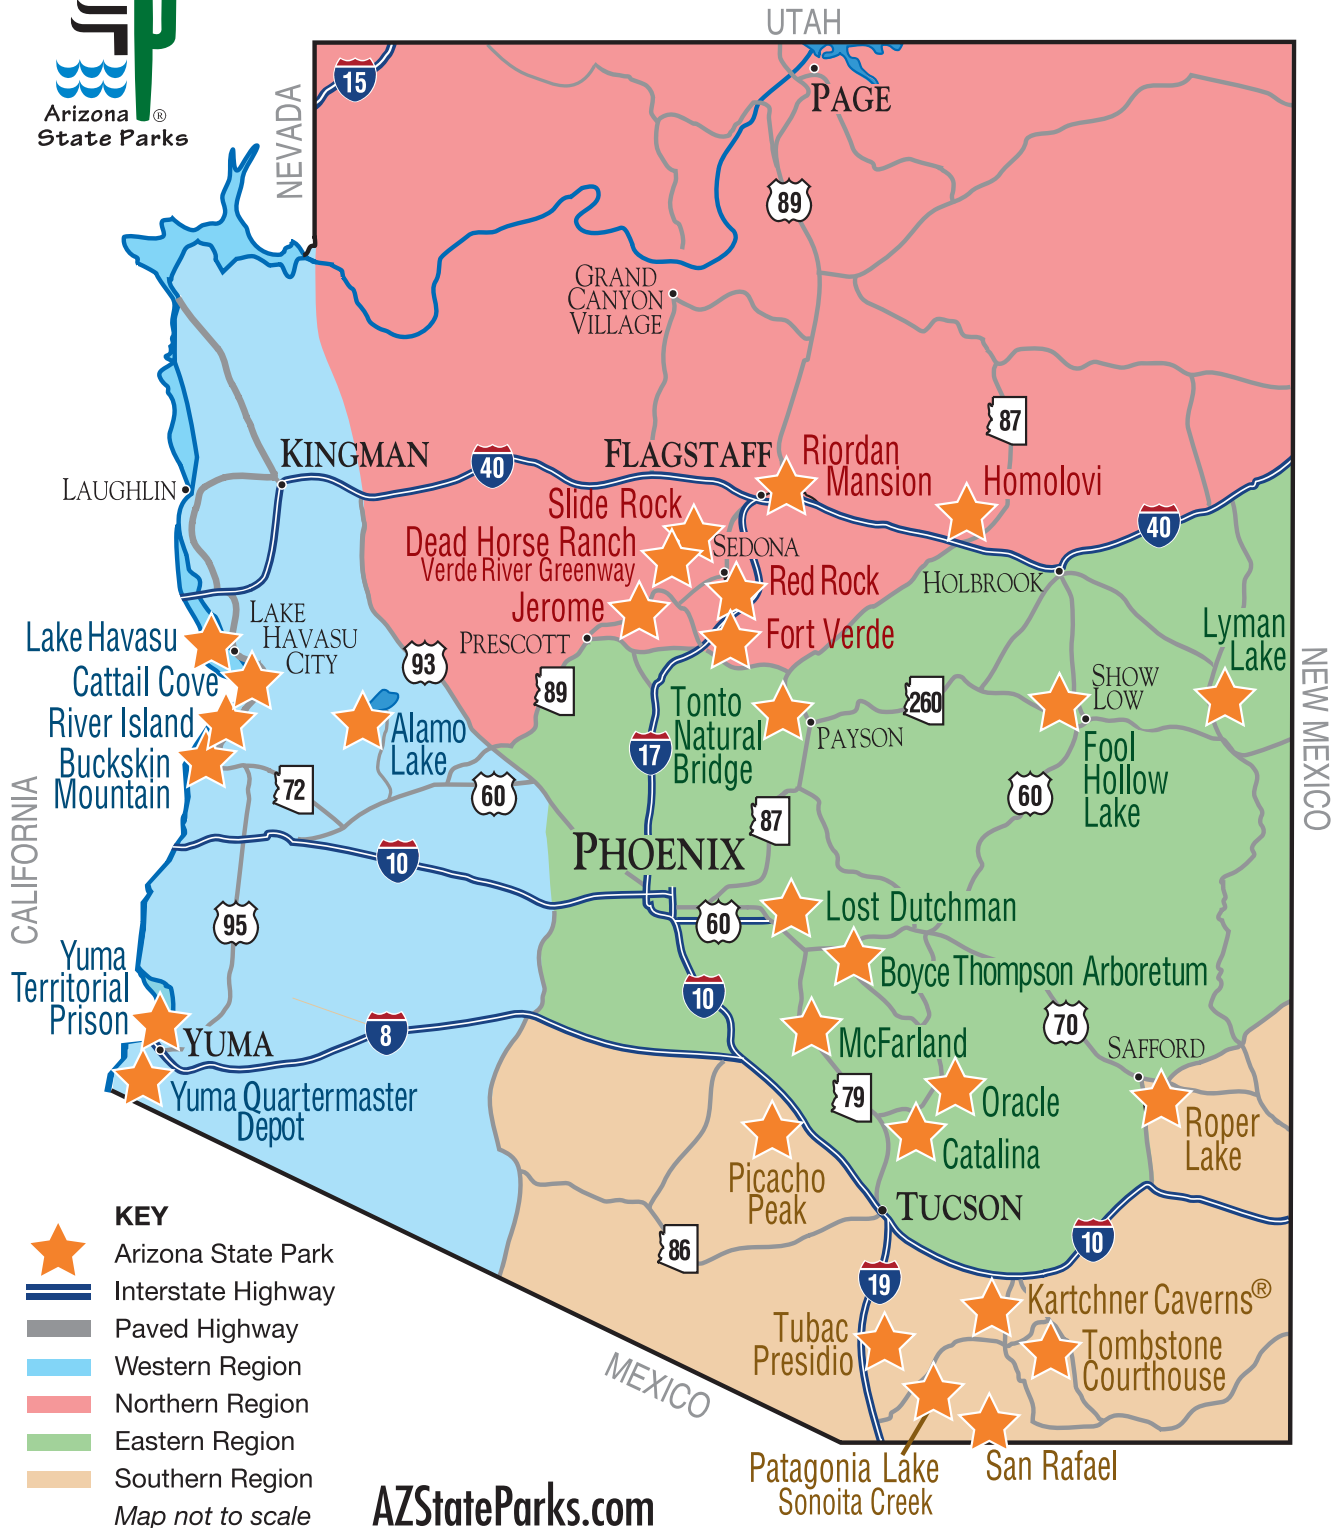 UTAH
NEVADA
Arizona ®
State Parks
15
PAGE
89
GRAND
CANYON
VILLAGE
87
KINGMAN
40
FLAGSTAFF
Riordan
Mansion
Homolovi
LAUGHLIN
Slide Rock
40
Dead Horse Ranch
Verde River Greenway
SEDONA
Red Rock
HOLBROOK
Jerome
LAKE
HAVASU
CITY
Lake Havasu
PRESCOTT
Fort Verde
Lyman
Lake
93
Cattail Cove
89
260
SHOW
LOW
NEW MEXICO
River Island
Alamo
Lake
Tonto
Natural
Bridge
PAYSON
17
Fool
Hollow
Lake
Buckskin
Mountain
72
60
60
87
CALIFORNIA
10
PHOENIX
95
60
Lost Dutchman
Yuma
Territorial
Prison
Boyce Thompson Arboretum
10
70
8
YUMA
McFarland
SAFFORD
Yuma Quartermaster
Depot
79
Oracle
Roper
Lake
Catalina
Picacho
Peak
TUCSON
86
10
19
KEY
Arizona State Park
Interstate Highway
Paved Highway
Western Region
Northern Region
Eastern Region
Southern Region
Map not to scale
Kartchner Caverns®
Tubac
Presidio
Tombstone
Courthouse
MEXICO
Patagonia Lake
Sonoita Creek
San Rafael
AZStateParks.com